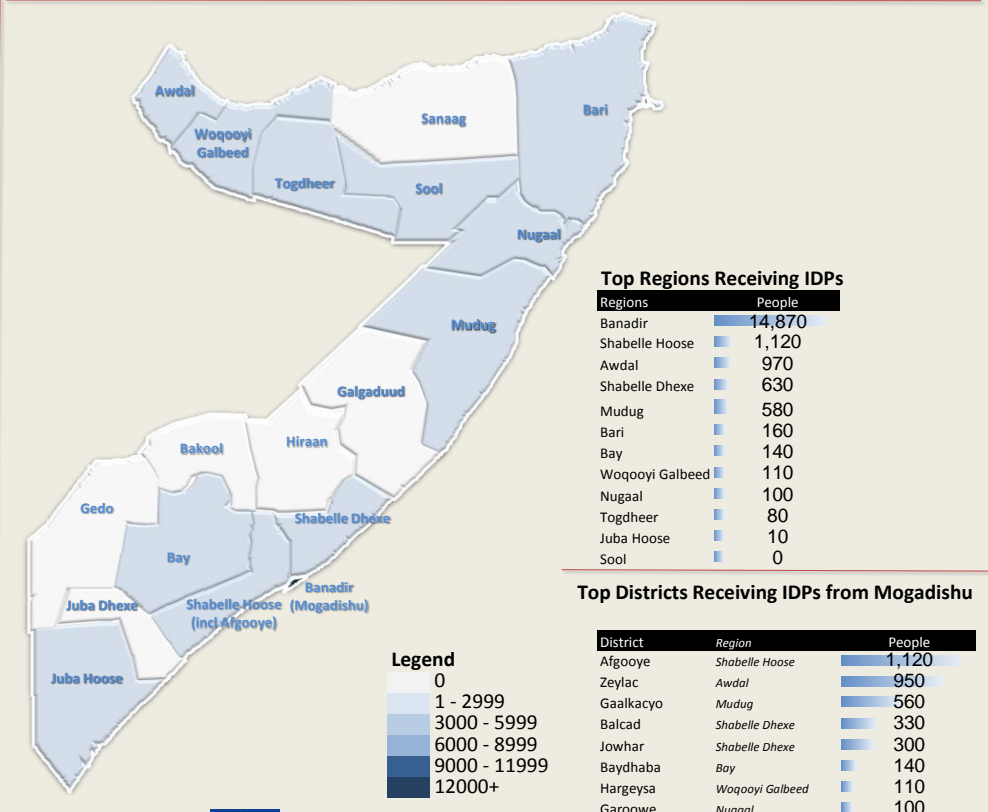 Awdal
Woqooyi
Galbeed
Togdheer
Sanaag
Sool
Bari
Nugaal
Mudug
Galgaduud
Hiraan
Bakool
Gedo
Bay
Shabelle Dhexe
Banadir
(Mogadishu)
Shabelle Hoose
(incl Afgooye)
Juba Dhexe
Juba Hoose
Legend
0
1 - 2999
3000 - 5999
6000 - 8999
9000 - 11999
12000+
Top Regions Receiving IDPs
Regions People
Banadir 14,870
Shabelle Hoose 1,120
Awdal 970
Shabelle Dhexe 630
Mudug 580
Bari 160
Bay 140
Woqooyi Galbeed 110
Nugaal 100
Togdheer 80
Juba Hoose 10
Sool 0
Top Districts Receiving IDPs from Mogadishu
District Region People
Afgooye Shabelle Hoose 1,120
Zeylac Awdal 950
Gaalkacyo Mudug 560
Balcad Shabelle Dhexe 330
Jowhar Shabelle Dhexe 300
Baydhaba Bay 140
Hargeysa Woqooyi Galbeed 110
Garoowe Nugaal 100